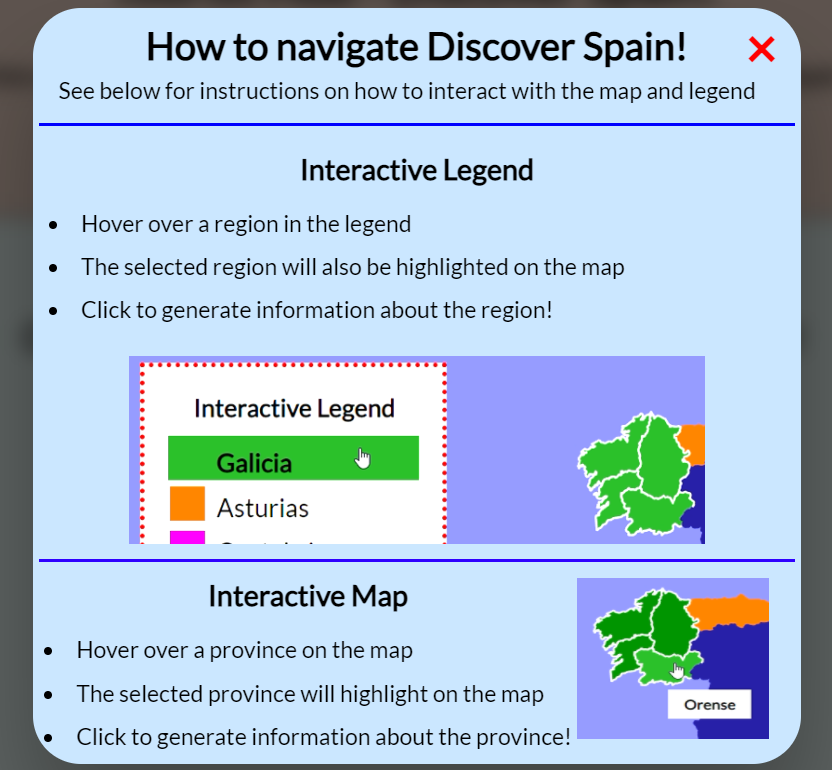 How to navigate Discover Spain!
See below for instructions on how to interact with the map and legend
Interactive Legend
• Hover over a region in the legend
• The selected region will also be highlighted on the map
• Click to generate information about the region!
Interactive Legend
Galicia
Asturias
Interactive Map
• Hover over a province on the map
• The selected province will highlight on the map
• Click to generate information about the province!
Orense